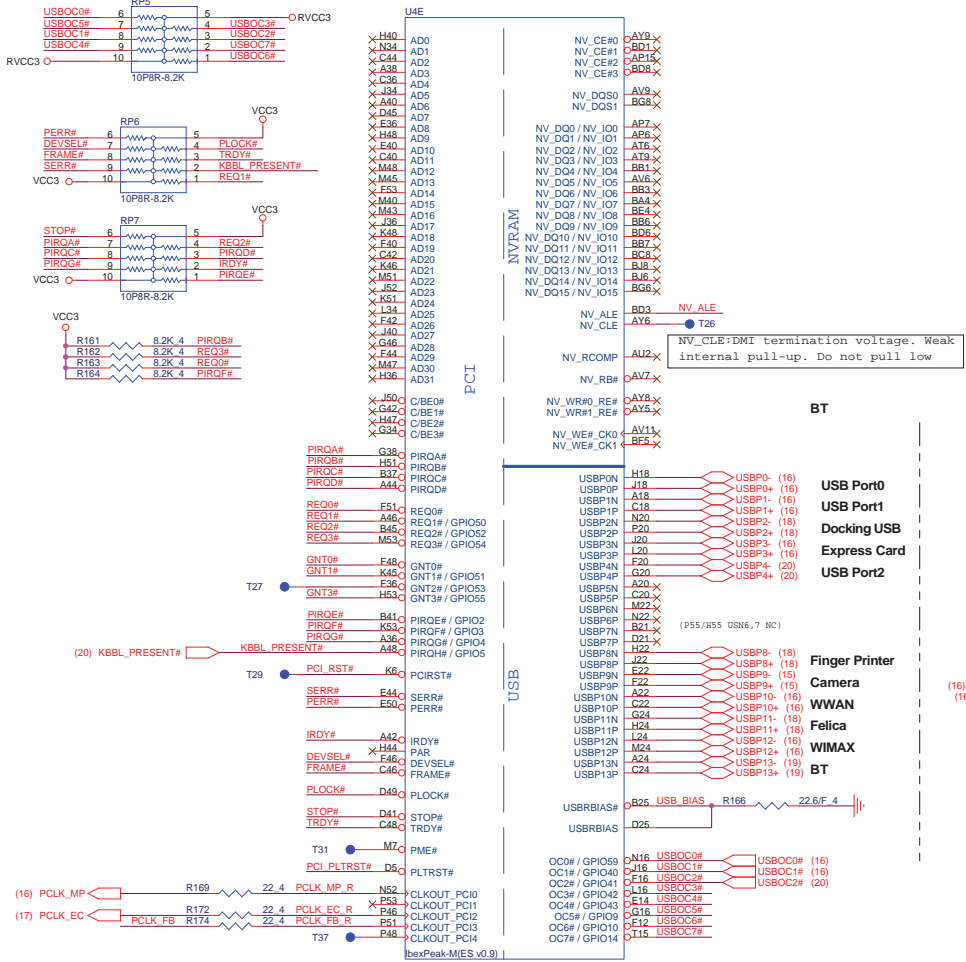 RP5
USBOC0# 6 5 RVCC3
USBOC5# 7 4 USBOC3#
USBOC1# 8 3 USBOC2#
USBOC4# 9 2 USBOC7#
RVCC3 10 1 USBOC6#
10P8R-8.2K
VCC3
RP6
PERR# 6 5
DEVSEL# 7 4 PLOCK#
FRAME# 8 3 TRDY#
SERR# 9 2 KBBL_PRESENT#
VCC3 10 1 REQ1#
10P8R-8.2K
VCC3
RP7
STOP# 6 5
PIRQA# 7 4 REQ2#
PIRQC# 8 3 PIRQD#
PIRQG# 9 2 IRDY#
VCC3 10 1 PIRQE#
10P8R-8.2K
VCC3
R161 8.2K_4 PIRQB#
R162 8.2K_4 REQ3#
R163 8.2K_4 REQ0#
R164 8.2K_4 PIRQF#
U4E
H40 AD0
N34 AD1
C44 AD2
A38 AD3
C36 AD4
J34 AD5
A40 AD6
D45 AD7
E36 AD8
H48 AD9
E40 AD10
C40 AD11
M48 AD12
M45 AD13
F53 AD14
M40 AD15
M43 AD16
J36 AD17
K48 AD18
F40 AD19
C42 AD20
K46 AD21
M51 AD22
J52 AD23
K51 AD24
L34 AD25
F42 AD26
J40 AD27
G46 AD28
F44 AD29
M47 AD30
H36 AD31
J50 C/BE0#
G42 C/BE1#
H47 C/BE2#
G34 C/BE3#
PIRQA# G38 PIRQA#
PIRQB# H51 PIRQB#
PIRQC# B37 PIRQC#
PIRQD# A44 PIRQD#
REQ0# F51 REQ0#
REQ1# A46 REQ1# / GPIO50
REQ2# B45 REQ2# / GPIO52
REQ3# M53 REQ3# / GPIO54
GNT0# F48 GNT0#
GNT1# K45 GNT1# / GPIO51
T27 F36 GNT2# / GPIO53
GNT3# H53 GNT3# / GPIO55
PIRQE# B41 PIRQE# / GPIO2
PIRQF# K53 PIRQF# / GPIO3
PIRQG# A36 PIRQG# / GPIO4
(20) KBBL_PRESENT# KBBL_PRESENT# A48 PIRQH# / GPIO5
T29 PCI_RST# K6 PCIRST#
SERR# E44 SERR#
PERR# E50 PERR#
IRDY# A42 IRDY#
H44 PAR
DEVSEL# F46 DEVSEL#
FRAME# C46 FRAME#
PLOCK# D49 PLOCK#
STOP# D41 STOP#
TRDY# C48 TRDY#
T31 M7 PME#
PCI_PLTRST# D5 PLTRST#
(16) PCLK_MP R169 22_4 PCLK_MP_R N52 CLKOUT_PCI0
P53 CLKOUT_PCI1
(17) PCLK_EC R172 22_4 PCLK_EC_R P46 CLKOUT_PCI2
PCLK_FB R174 22_4 PCLK_FB_R P51 CLKOUT_PCI3
T37 P48 CLKOUT_PCI4
IbexPeak-M(ES v0.9)
PCI
NVRAM
USB
NV_CE#0 AY9
NV_CE#1 BD1
NV_CE#2 AP15
NV_CE#3 BD8
NV_DQS0 AV9
NV_DQS1 BG8
NV_DQ0 / NV_IO0 AP7
NV_DQ1 / NV_IO1 AP6
NV_DQ2 / NV_IO2 AT6
NV_DQ3 / NV_IO3 AT9
NV_DQ4 / NV_IO4 BB1
NV_DQ5 / NV_IO5 AV6
NV_DQ6 / NV_IO6 BB3
NV_DQ7 / NV_IO7 BA4
NV_DQ8 / NV_IO8 BE4
NV_DQ9 / NV_IO9 BB6
NV_DQ10 / NV_IO10 BD6
NV_DQ11 / NV_IO11 BB7
NV_DQ12 / NV_IO12 BC8
NV_DQ13 / NV_IO13 BJ8
NV_DQ14 / NV_IO14 BJ6
NV_DQ15 / NV_IO15 BG6
NV_ALE BD3 NV_ALE
NV_CLE AY6 T26
NV_CLE:DMI termination voltage. Weak
internal pull-up. Do not pull low
NV_RCOMP AU2
NV_RB# AV7
NV_WR#0_RE# AY8
NV_WR#1_RE# AY5
NV_WE#_CK0 AV11
NV_WE#_CK1 BF5
BT
USBP0N H18 USBP0- (16)
USBP0P J18 USBP0+ (16) USB Port0
USBP1N A18 USBP1- (16)
USBP1P C18 USBP1+ (16) USB Port1
USBP2N N20 USBP2- (18)
USBP2P P20 USBP2+ (18) Docking USB
USBP3N J20 USBP3- (16)
USBP3P L20 USBP3+ (16) Express Card
USBP4N F20 USBP4- (20)
USBP4P G20 USBP4+ (20) USB Port2
USBP5N A20
USBP5P C20
USBP6N M22
USBP6P N22
USBP7N B21 (P55/H55 USN6,7 NC)
USBP7P D21
USBP8N H22 USBP8- (18)
USBP8P J22 USBP8+ (18) Finger Printer
USBP9N E22 USBP9- (15)
USBP9P F22 USBP9+ (15) Camera
USBP10N A22 USBP10- (16)
USBP10P C22 USBP10+ (16) WWAN
USBP11N G24 USBP11- (18)
USBP11P H24 USBP11+ (18) Felica
USBP12N L24 USBP12- (16)
USBP12P M24 USBP12+ (16) WIMAX
USBP13N A24 USBP13- (19)
USBP13P C24 USBP13+ (19) BT
(16)
USBRBIAS# B25 USB_BIAS R166 22.6/F_4
USBRBIAS D25
OC0# / GPIO59 N16 USBOC0# USBOC0# (16)
OC1# / GPIO40 J16 USBOC1# USBOC1# (16)
OC2# / GPIO41 F16 USBOC2# USBOC2# (20)
OC3# / GPIO42 L16 USBOC3#
OC4# / GPIO43 E14 USBOC4#
OC5# / GPIO9 G16 USBOC5#
OC6# / GPIO10 F12 USBOC6#
OC7# / GPIO14 T15 USBOC7#